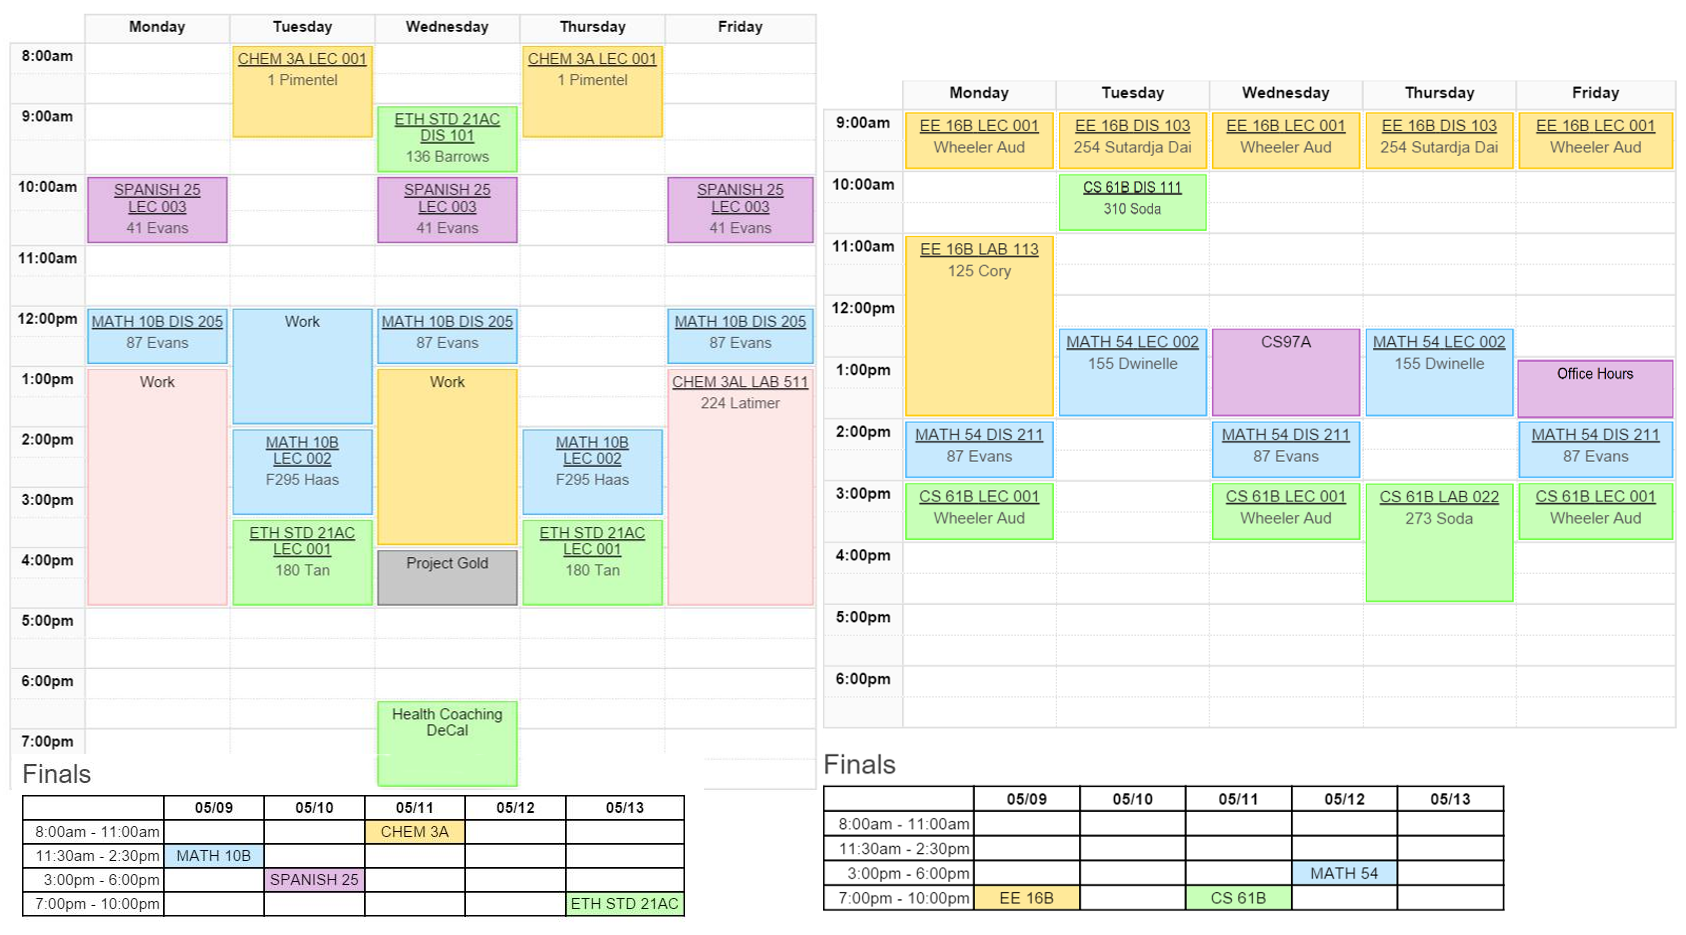 Monday Tuesday Wednesday Thursday Friday
8:00am
CHEM 3A LEC 001
1 Pimentel
CHEM 3A LEC 001
1 Pimentel
9:00am
ETH STD 21AC
DIS 101
136 Barrows
10:00am
SPANISH 25
LEC 003
41 Evans
SPANISH 25
LEC 003
41 Evans
SPANISH 25
LEC 003
41 Evans
11:00am
12:00pm
MATH 10B DIS 205
87 Evans
Work
MATH 10B DIS 205
87 Evans
MATH 10B DIS 205
87 Evans
1:00pm
Work
Work
CHEM 3AL LAB 511
224 Latimer
2:00pm
MATH 10B
LEC 002
F295 Haas
MATH 10B
LEC 002
F295 Haas
3:00pm
ETH STD 21AC
LEC 001
180 Tan
ETH STD 21AC
LEC 001
180 Tan
4:00pm
Project Gold
5:00pm
6:00pm
Health Coaching
DeCal
7:00pm
Finals
05/09 05/10 05/11 05/12 05/13
8:00am - 11:00am CHEM 3A
11:30am - 2:30pm MATH 10B
3:00pm - 6:00pm SPANISH 25
7:00pm - 10:00pm ETH STD 21AC
Monday Tuesday Wednesday Thursday Friday
9:00am
EE 16B LEC 001
Wheeler Aud
EE 16B DIS 103
254 Sutardja Dai
EE 16B LEC 001
Wheeler Aud
EE 16B DIS 103
254 Sutardja Dai
EE 16B LEC 001
Wheeler Aud
10:00am
CS 61B DIS 111
310 Soda
11:00am
EE 16B LAB 113
125 Cory
12:00pm
MATH 54 LEC 002
155 Dwinelle
CS97A
MATH 54 LEC 002
155 Dwinelle
1:00pm
Office Hours
2:00pm
MATH 54 DIS 211
87 Evans
MATH 54 DIS 211
87 Evans
MATH 54 DIS 211
87 Evans
3:00pm
CS 61B LEC 001
Wheeler Aud
CS 61B LEC 001
Wheeler Aud
CS 61B LAB 022
273 Soda
CS 61B LEC 001
Wheeler Aud
4:00pm
5:00pm
6:00pm
Finals
05/09 05/10 05/11 05/12 05/13
8:00am - 11:00am
11:30am - 2:30pm
3:00pm - 6:00pm MATH 54
7:00pm - 10:00pm EE 16B CS 61B